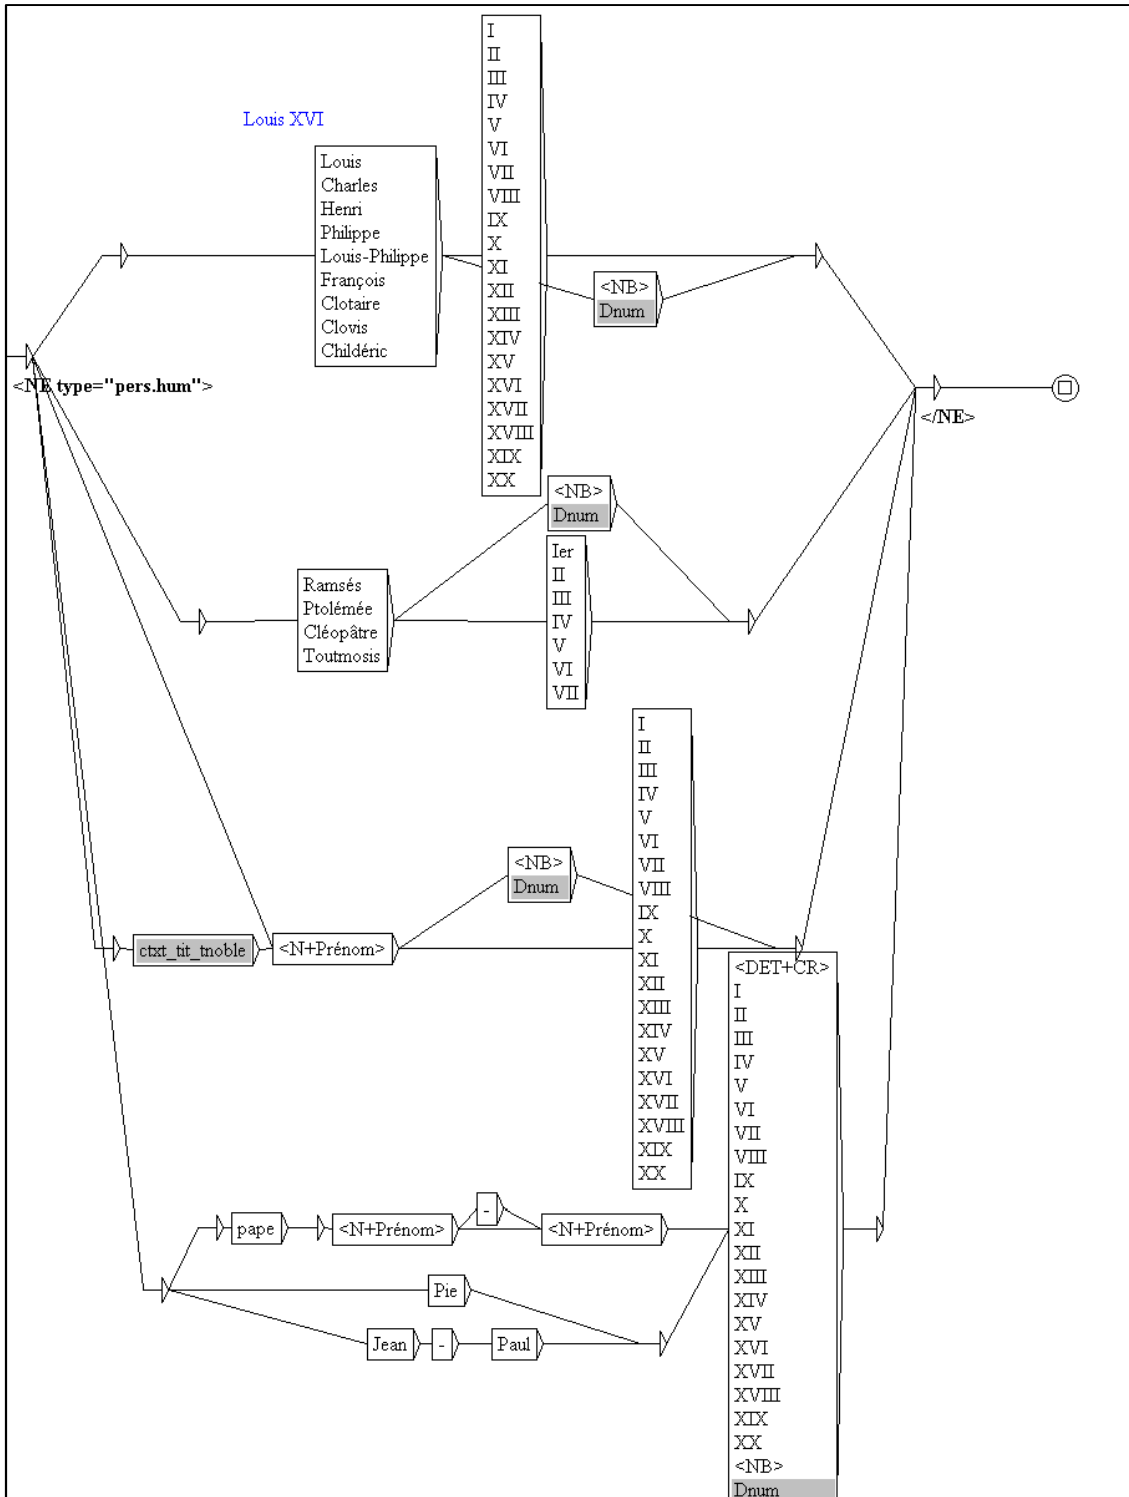 Louis XVI
I
II
III
IV
V
VI
VII
VIII
IX
X
XI
XII
XIII
XIV
XV
XVI
XVII
XVIII
XIX
XX
Louis
Charles
Henri
Philippe
Louis-Philippe
François
Clotaire
Clovis
Childéric
<NB>
Dnum
<NE type="pers.hum">
</NE>
<NB>
Dnum
Ramsés
Ptolémée
Cléopâtre
Toutmosis
Ier
II
III
IV
V
VI
VII
ctxt_tit_tnoble
<N+Prénom>
<NB>
Dnum
I
II
III
IV
V
VI
VII
VIII
IX
X
XI
XII
XIII
XIV
XV
XVI
XVII
XVIII
XIX
XX
pape
<N+Prénom>
-
<N+Prénom>
Pie
Jean
-
Paul
<DET+CR>
I
II
III
IV
V
VI
VII
VIII
IX
X
XI
XII
XIII
XIV
XV
XVI
XVII
XVIII
XIX
XX
<NB>
Dnum